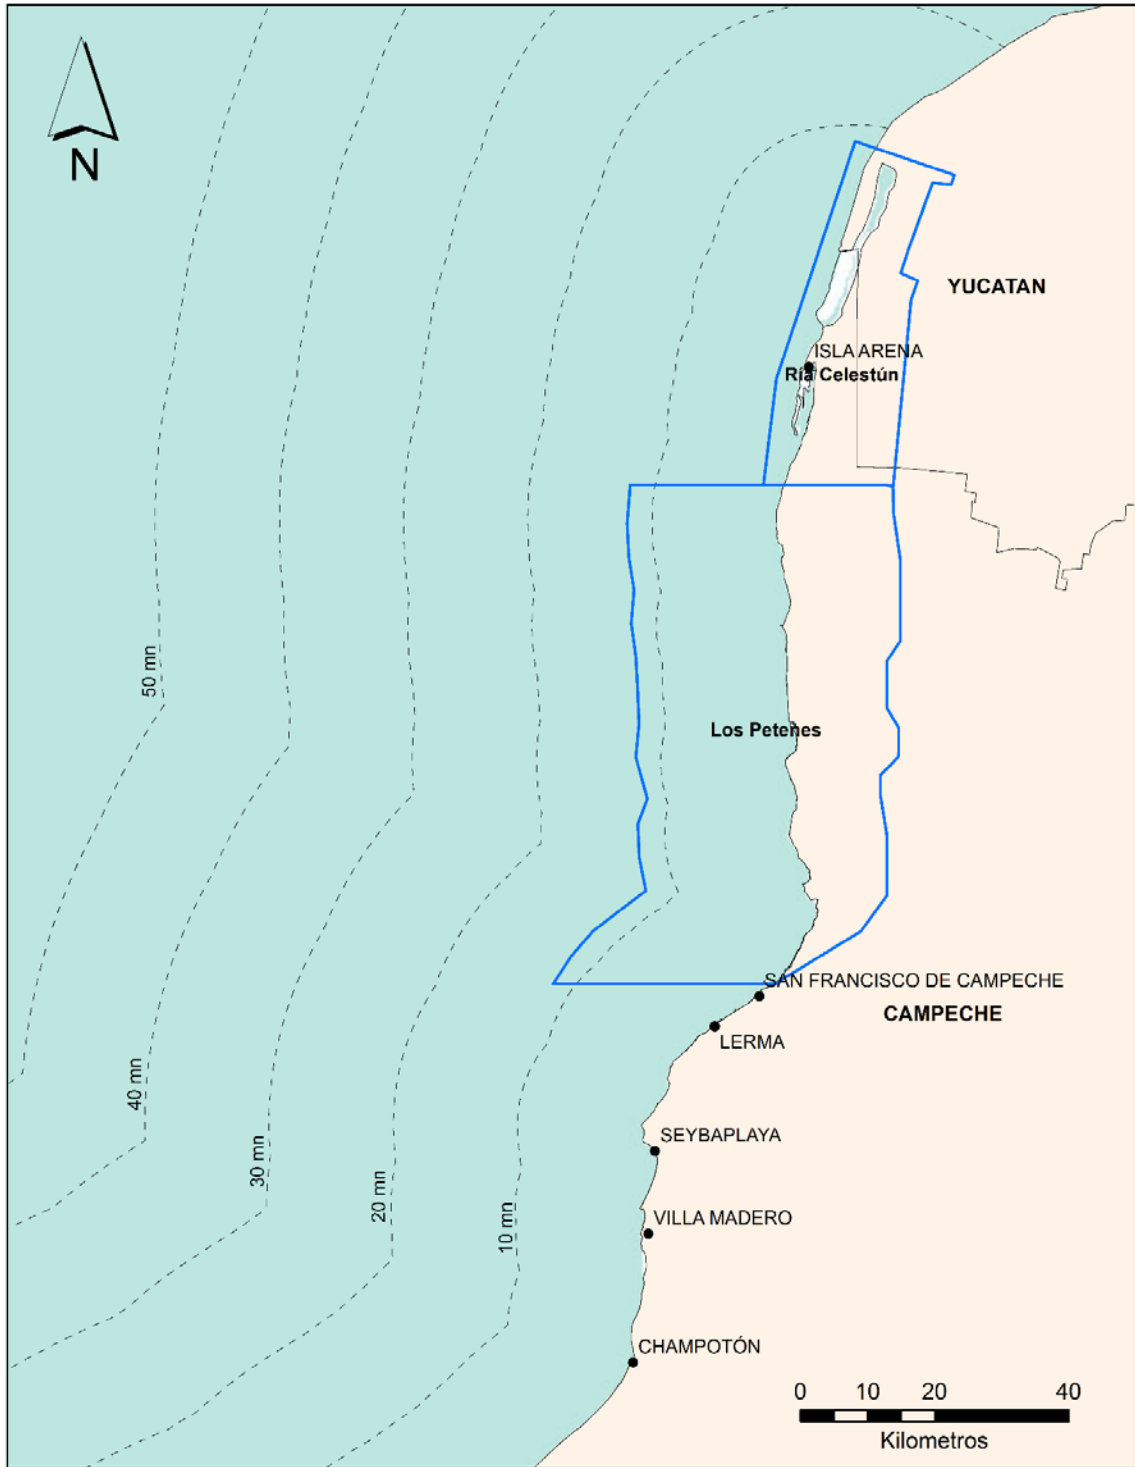 N
YUCATAN
ISLA ARENA
Ría Celestún
50 mn
Los Petenes
SAN FRANCISCO DE CAMPECHE
CAMPECHE
LERMA
40 mn
30 mn
20 mn
10 mn
SEYBAPLAYA
VILLA MADERO
CHAMPOTÓN
0 10 20 40
Kilometros